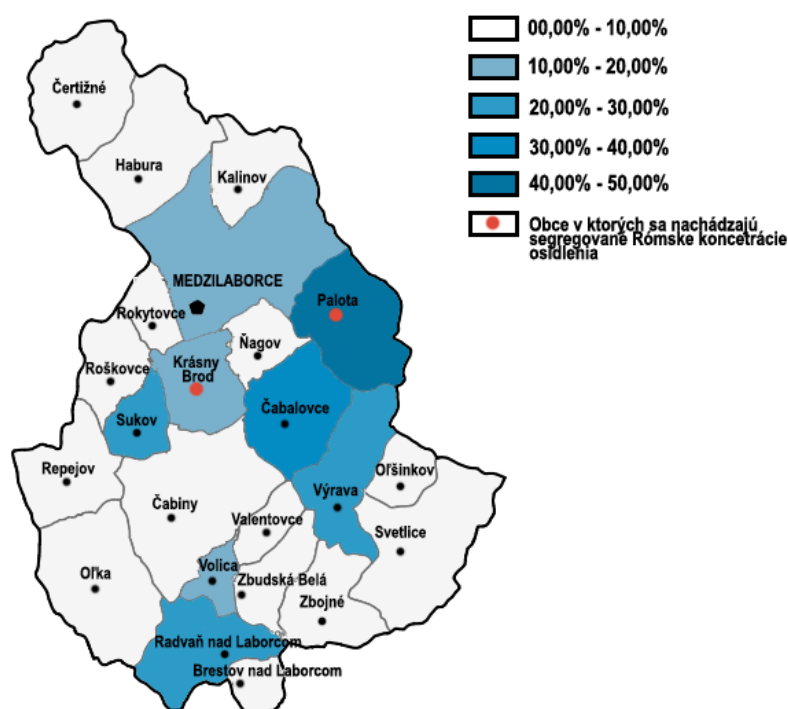 00,00% - 10,00%
10,00% - 20,00%
20,00% - 30,00%
30,00% - 40,00%
40,00% - 50,00%
Obce v ktorých sa nachádzajú
segregované Rómske koncetrácie
osídlenia
Čertižné
Habura
Kalinov
MEDZILABORCE
Palota
Rokytovce
Ňagov
Krásny
Brod
Roškovce
Čabalovce
Sukov
Repejov
Oľšinkov
Výrava
Čabiny
Valentovce
Svetlice
Volica
Oľka
Zbudská Belá
Zbojné
Radvaň nad Laborcom
Brestov nad Laborcom